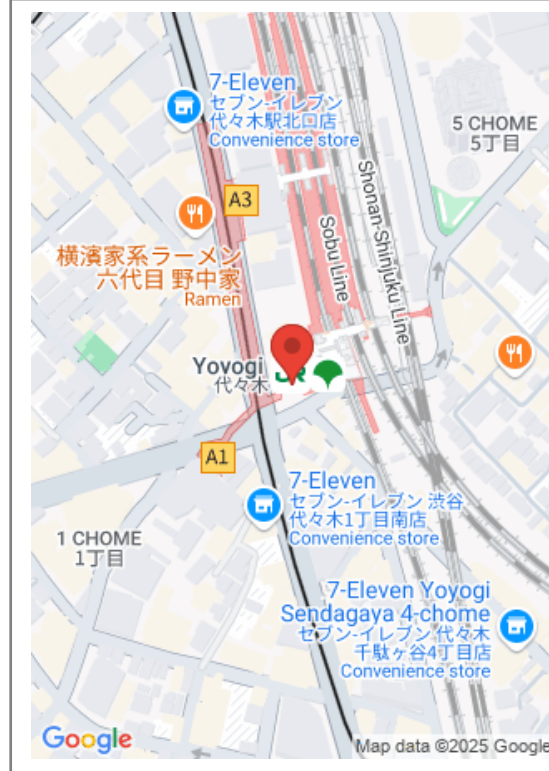 7-Eleven
セブン-イレブン
代々木駅北口店
Convenience store
5 CHOME
5丁目
A3
Sobu Line
Shonan-Shinjuku Line
横濱家系ラーメン
六代目 野中家
Ramen
Yoyogi
代々木
JR
A1
7-Eleven
セブン-イレブン 渋谷
代々木1丁目南店
Convenience store
1 CHOME
1丁目
7-Eleven Yoyogi
Sendagaya 4-chome
セブン-イレブン 代々木
千駄ヶ谷4丁目店
Convenience store
Google
Map data ©2025 Google